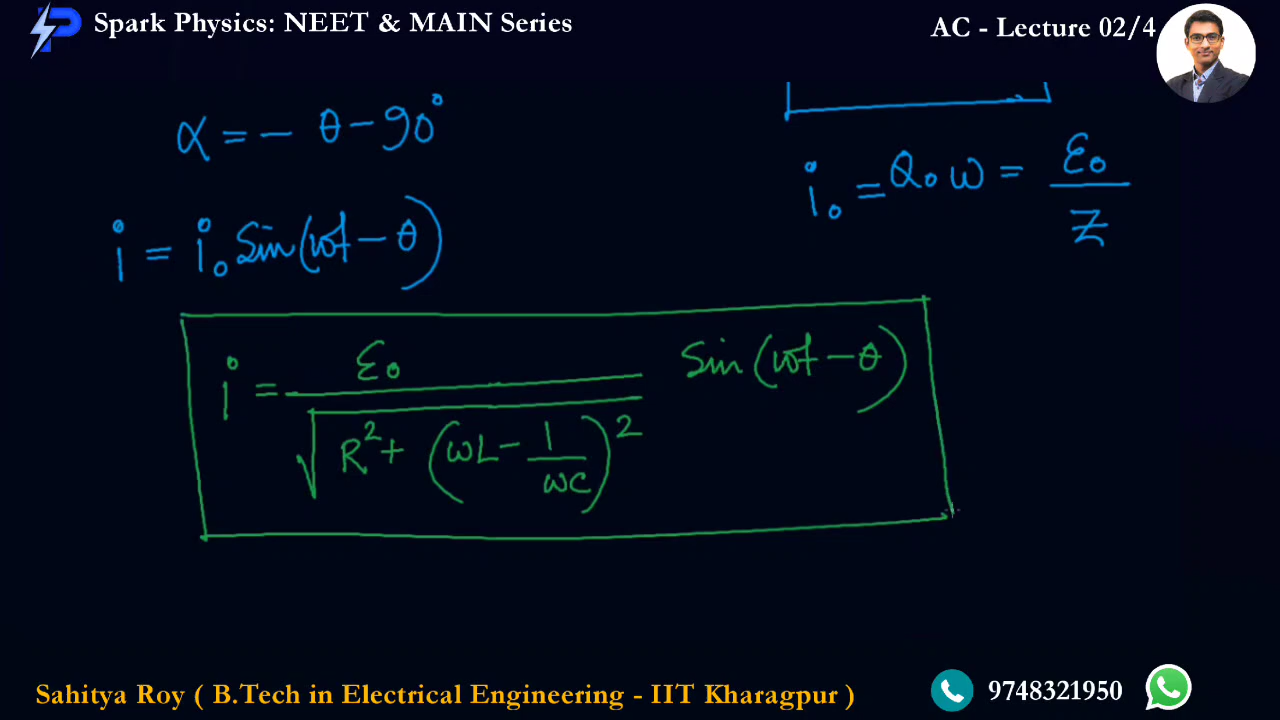 Spark Physics: NEET & MAIN Series
AC - Lecture 02/4
α = - θ - 90°
i₀ = Q₀ω = ε₀/Z
i = i₀ Sin(ωt - θ)
i = ε₀/√(R² + (ωL - 1/ωC)²) Sin(ωt - θ)
Sahitya Roy ( B.Tech in Electrical Engineering - IIT Kharagpur )
9748321950